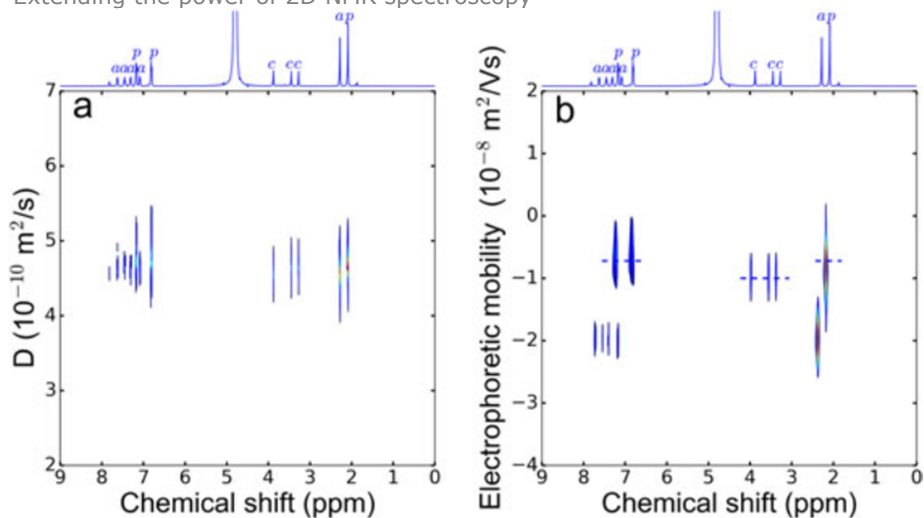 Extending the power of 2D NMR spectroscopy
a p
p p
a a a a
c c c
7
6
5
4
3
2
9 8 7 6 5 4 3 2 1 0
a
D (10⁻¹⁰ m²/s)
Chemical shift (ppm)
a p
p p
a a a a
c c c
2
1
0
−1
−2
−3
−4
9 8 7 6 5 4 3 2 1 0
b
Electrophoretic mobility (10⁻⁸ m²/Vs)
Chemical shift (ppm)